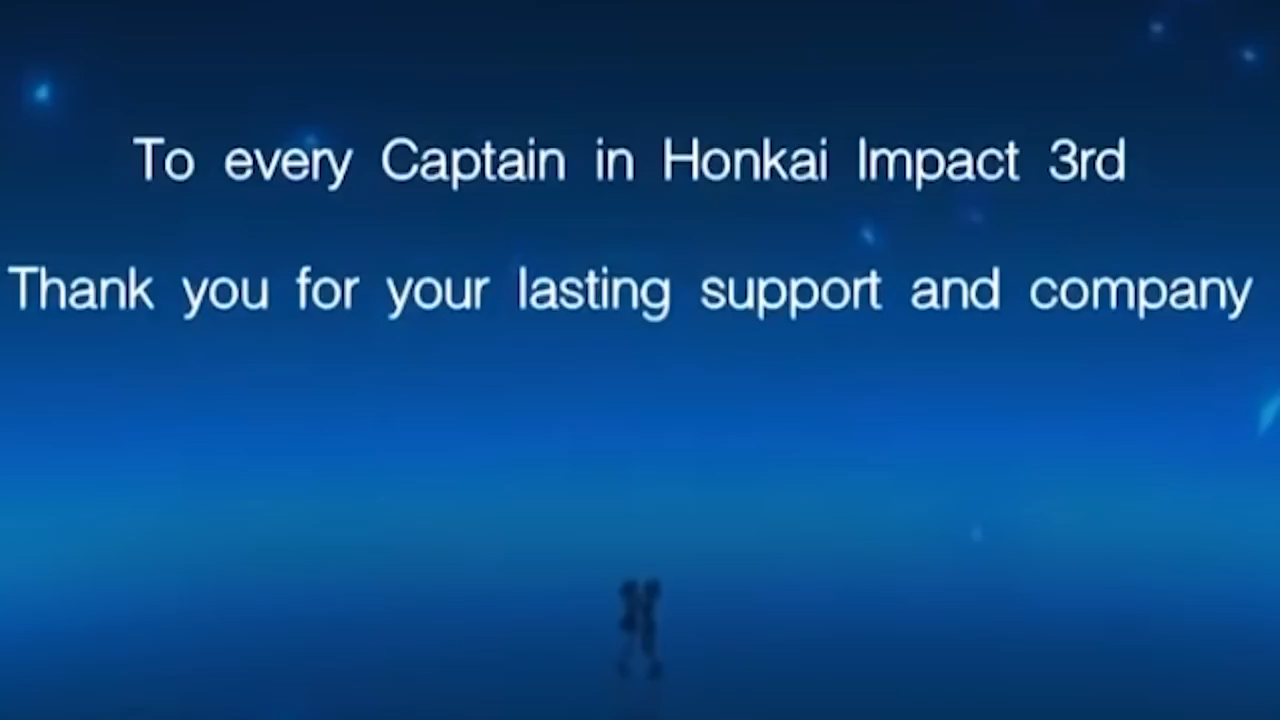 To every Captain in Honkai Impact 3rd
Thank you for your lasting support and company